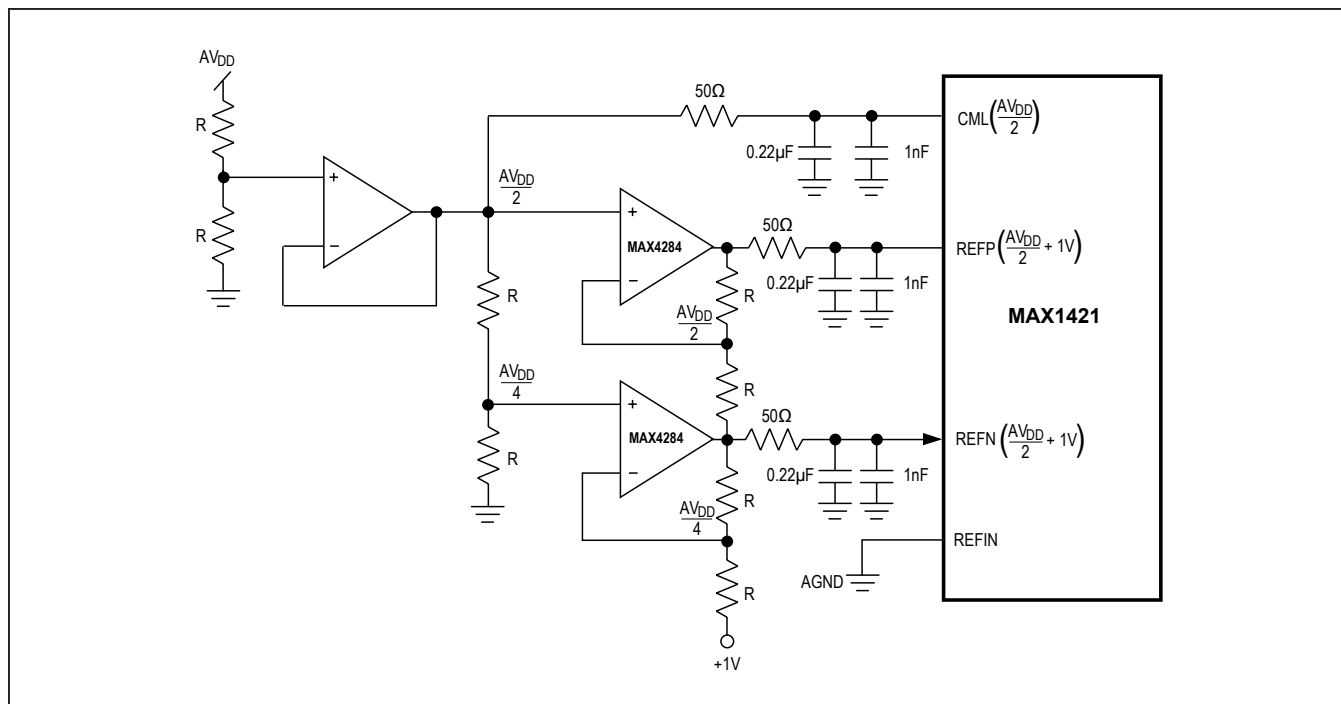 AVDD
R
R
+
−
AVDD
2
R
AVDD
4
R
50Ω
0.22µF
1nF
CML(AVDD/2)
+
MAX4284
−
50Ω
R
0.22µF
1nF
REFP(AVDD/2 + 1V)
AVDD
2
R
MAX1421
+
MAX4284
−
50Ω
R
0.22µF
1nF
REFN(AVDD/2 + 1V)
AVDD
4
R
+1V
AGND
REFIN